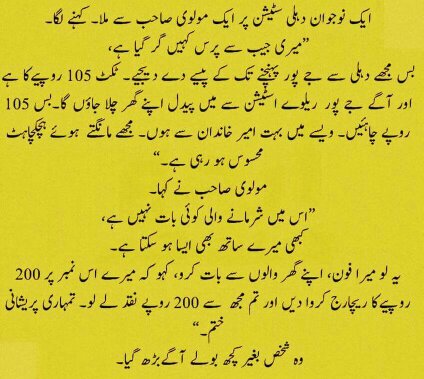 ایک نوجوان دہلی سٹیشن پر ایک مولوی صاحب سے ملا۔ کہنے لگا۔
”میری جیب سے پرس کہیں گر گیا ہے،
بس مجھے دہلی سے جے پور پہنچنے تک کے پیسے دے دیجیے۔ ٹکٹ 105 روپیے کا ہے
اور آگے جے پور ریلوے اسٹیشن سے میں پیدل اپنے گھر چلا جاؤں گا۔ بس 105
روپے چاہئیں۔ ویسے میں بہت امیر خاندان سے ہوں۔ مجھے مانگتے ہوئے ہچکچاہٹ
محسوس ہو رہی ہے۔“
مولوی صاحب نے کہا۔
”اس میں شرمانے والی کوئی بات نہیں ہے،
کبھی میرے ساتھ بھی ایسا ہو سکتا ہے۔
یہ لو میرا فون، اپنے گھر والوں سے بات کرو، کہو کہ میرے اس نمبر پر 200
روپیے کا ریچارج کروا دیں اور تم مجھ سے 200 روپے نقد لے لو۔ تمہاری پریشانی
ختم۔“
وہ شخص بغیر کچھ بولے آگے بڑھ گیا۔